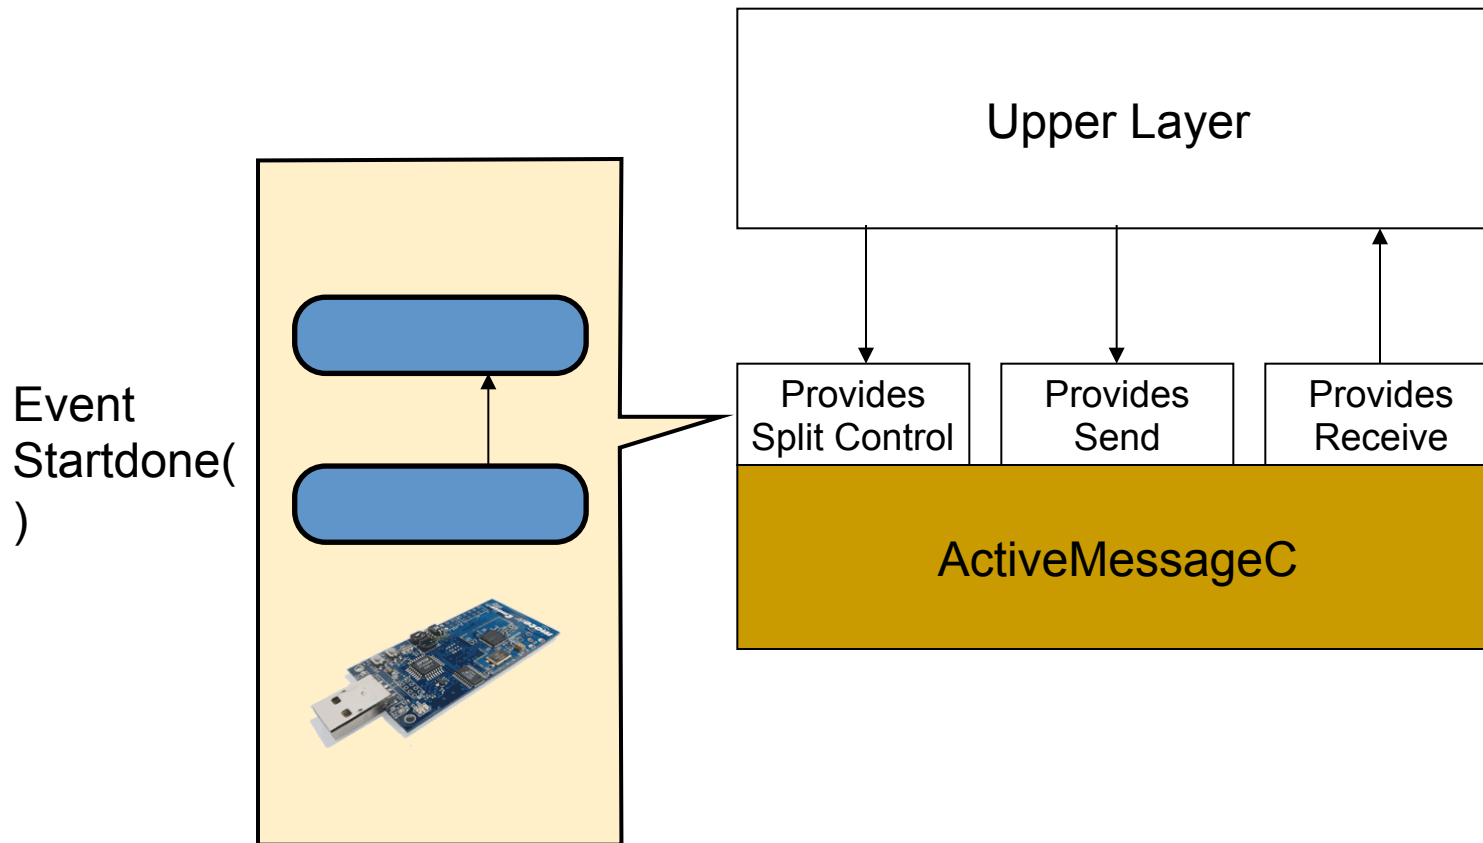 Upper Layer
Event
Startdone(
)
Provides
Split Control
Provides
Send
Provides
Receive
ActiveMessageC